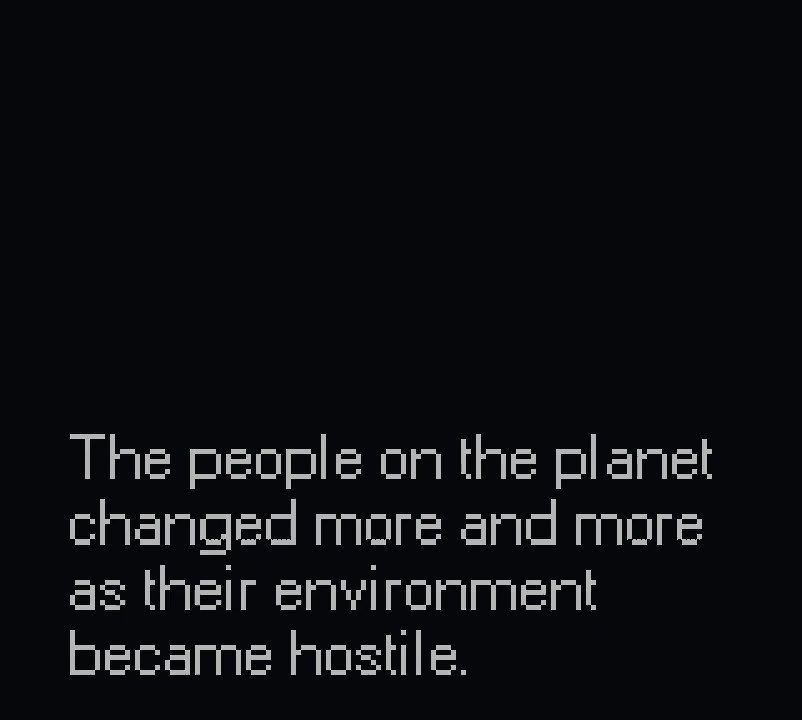 The people on the planet
changed more and more
as their environment
became hostile.